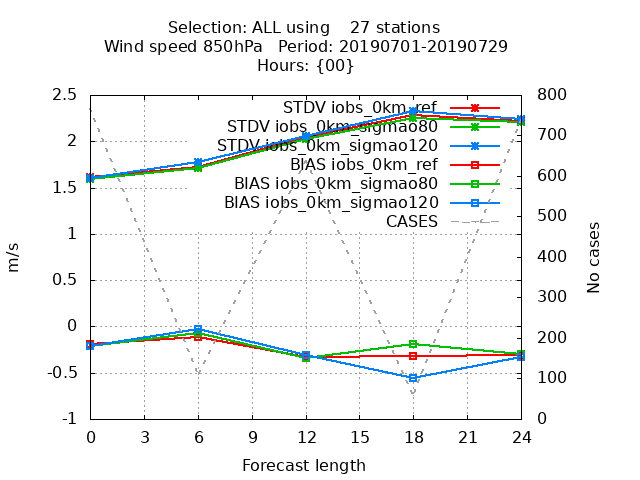 Selection: ALL using 27 stations
Wind speed 850hPa Period: 20190701-20190729
Hours: {00}
2.5
2
1.5
1
0.5
0
-0.5
-1
m/s
STDV iobs_0km_ref
STDV iobs_0km_sigmao80
STDV iobs_0km_sigmao120
BIAS iobs_0km_ref
BIAS iobs_0km_sigmao80
BIAS iobs_0km_sigmao120
CASES
800
700
600
500
400
300
200
100
0
No cases
0 3 6 9 12 15 18 21 24
Forecast length